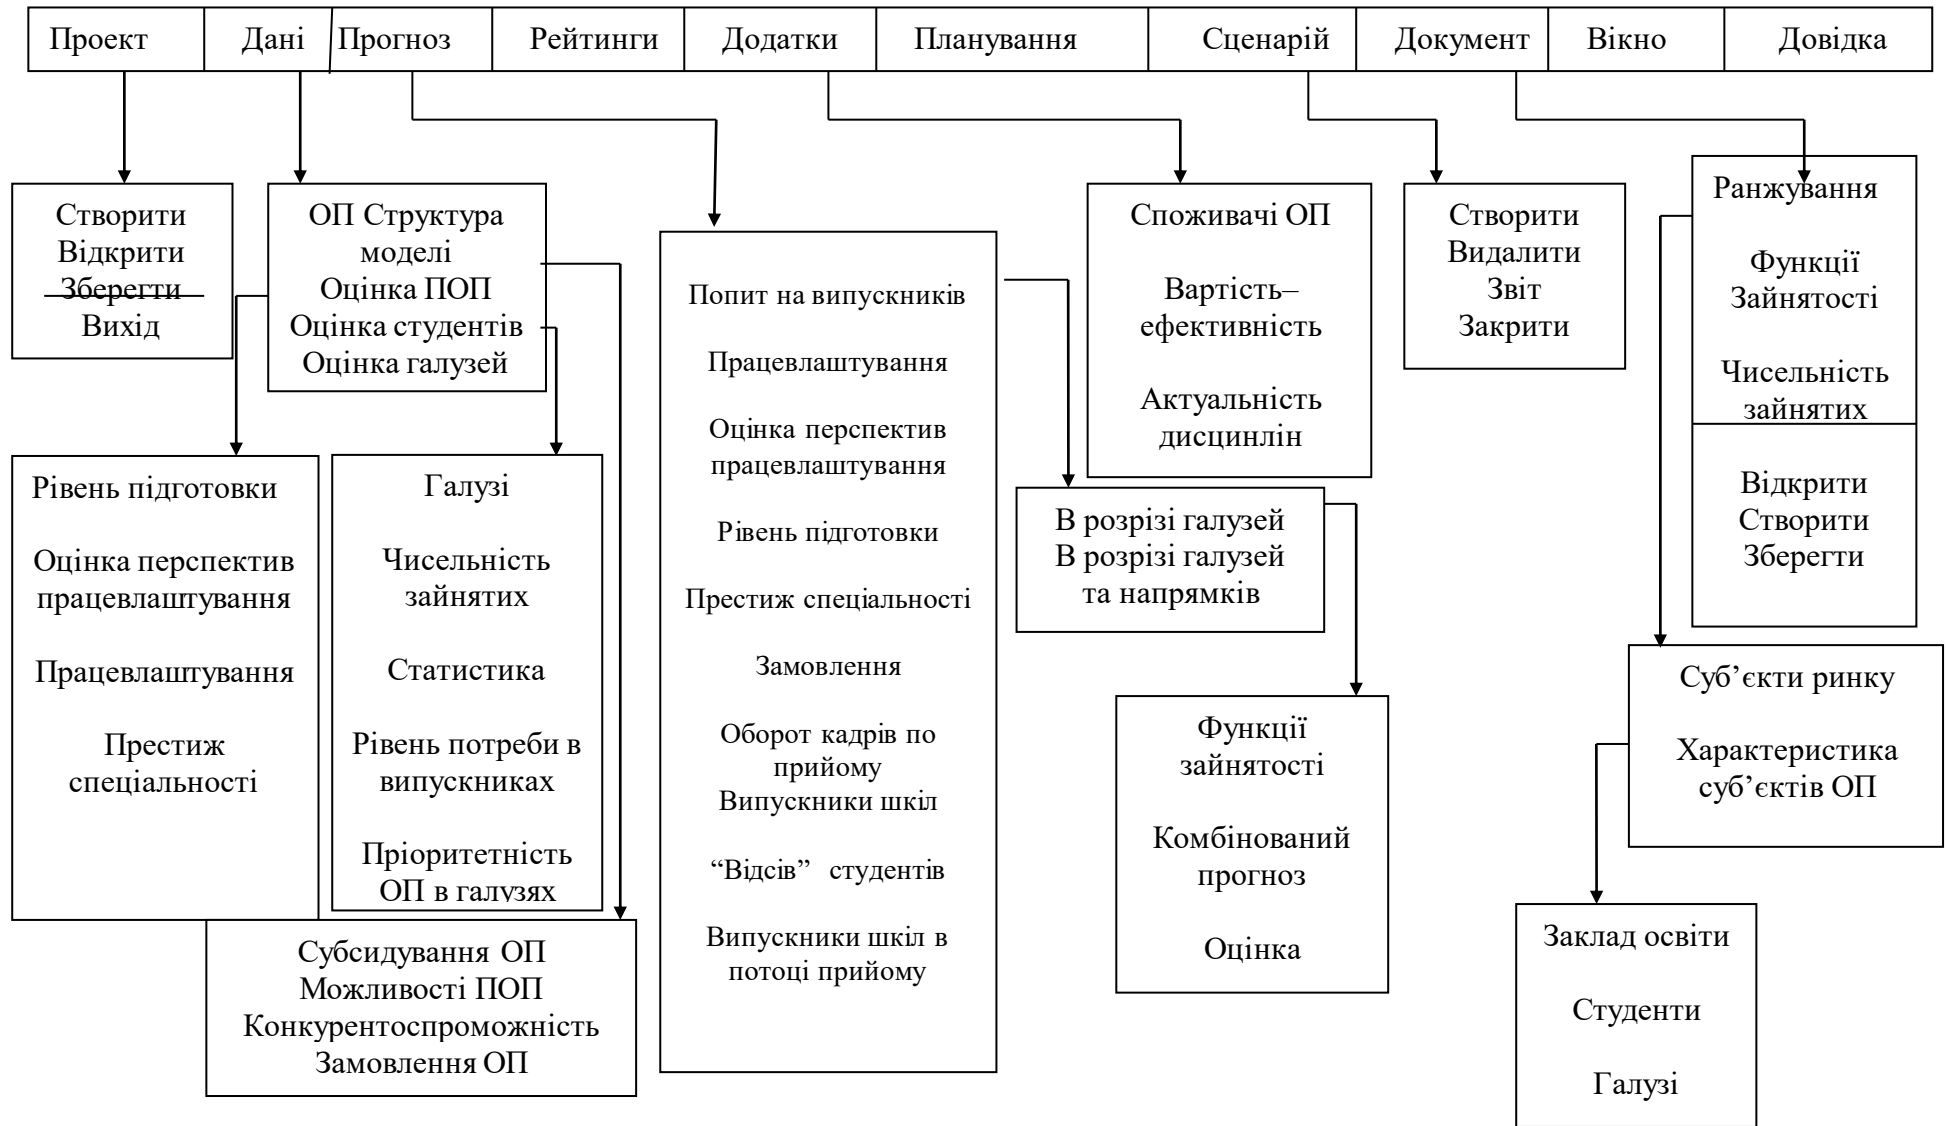 Проект Дані Прогноз Рейтинги Додатки Планування Сценарій Документ Вікно Довідка
Створити
Відкрити
Зберегти
Вихід
ОП Структура
моделі
Оцінка ПОП
Оцінка студентів
Оцінка галузей
Рівень підготовки
Оцінка перспектив
працевлаштування
Працевлаштування
Престиж
спеціальності
Галузі
Чисельність
зайнятих
Статистика
Рівень потреби в
випускниках
Пріоритетність
ОП в галузях
Субсидування ОП
Можливості ПОП
Конкурентоспроможність
Замовлення ОП
Попит на випускників
Працевлаштування
Оцінка перспектив
працевлаштування
Рівень підготовки
Престиж спеціальності
Замовлення
Оборот кадрів по
прийому
Випускники шкіл
“Відсів” студентів
Випускники шкіл в
потоці прийому
Споживачі ОП
Вартість–
ефективність
Актуальність
дисцинлін
В розрізі галузей
В розрізі галузей
та напрямків
Функції
зайнятості
Комбінований
прогноз
Оцінка
Створити
Видалити
Звіт
Закрити
Ранжування
Функції
Зайнятості
Чисельність
зайнятих
Відкрити
Створити
Зберегти
Суб’єкти ринку
Характеристика
суб’єктів ОП
Заклад освіти
Студенти
Галузі